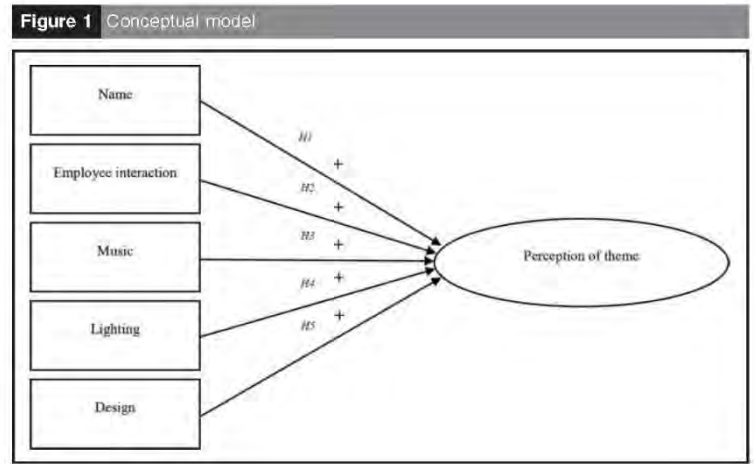 Figure 1 Conceptual model
Name
H1
+
Employee interaction
H2
+
Music
H3
+
Perception of theme
H4
+
Lighting
H5
+
Design